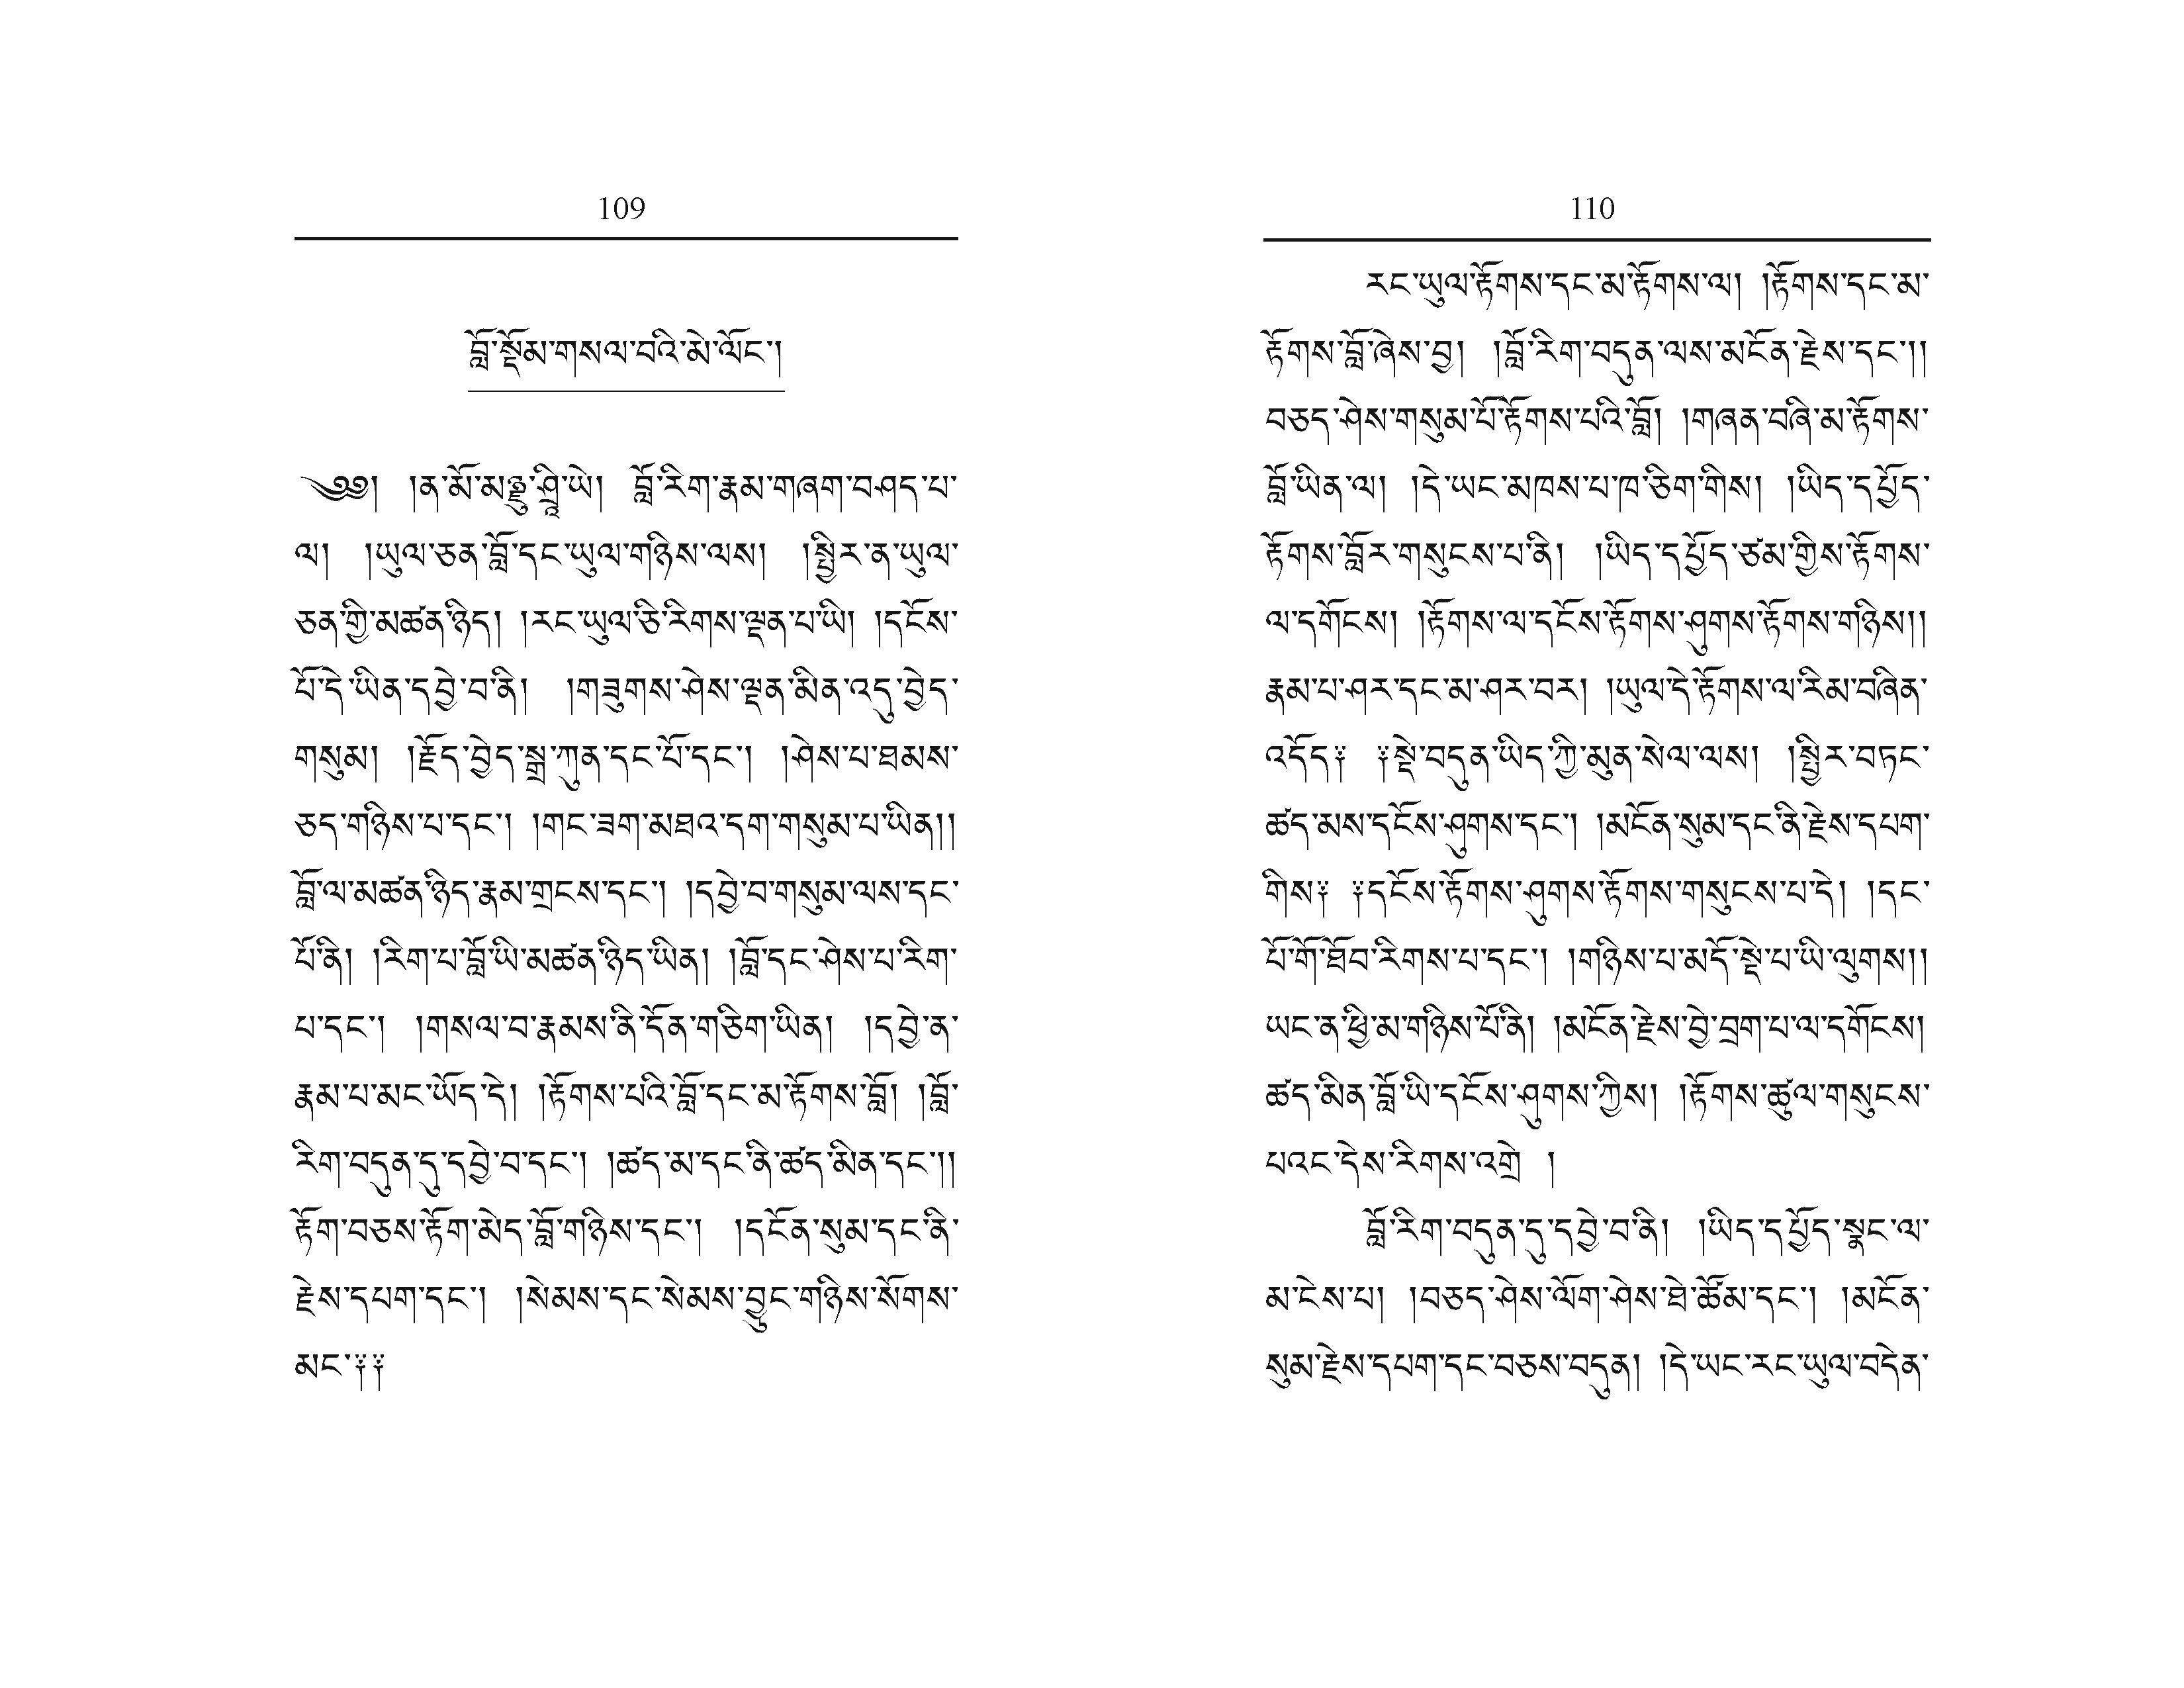 109
བློ་སྡོམ་གསལ་བའི་མེ་ལོང་།
༄༅། །ན་མོ་མཉྫུ་ཤྲཱི་ཡེ། བློ་རིག་རྣམ་གཞག་བཤད་པ་
ལ། །ཡུལ་ཅན་བློ་དང་ཡུལ་གཉིས་ལས། །སྤྱིར་ན་ཡུལ་
ཅན་གྱི་མཚན་ཉིད། །རང་ཡུལ་ཅི་རིགས་ལྡན་པ་ཡི། །དངོས་
པོ་དེ་ཡིན་དབྱེ་བ་ནི། །གཟུགས་ཤེས་ལྡན་མིན་འདུ་བྱེད་
གསུམ། །རྗོད་བྱེད་སྒྲ་ཀུན་དང་པོ་དང་། །ཤེས་པ་ཐམས་
ཅད་གཉིས་པ་དང་། །གང་ཟག་མཐའ་དག་གསུམ་པ་ཡིན།།
བློ་ལ་མཚན་ཉིད་རྣམ་གྲངས་དང་། །དབྱེ་བ་གསུམ་ལས་དང་
པོ་ནི། །རིག་པ་བློ་ཡི་མཚན་ཉིད་ཡིན། །བློ་དང་ཤེས་པ་རིག་
པ་དང་། །གསལ་བ་རྣམས་ནི་དོན་གཅིག་ཡིན། །དབྱེ་ན་
རྣམ་པ་མང་ཡོད་དེ། །རྟོགས་པའི་བློ་དང་མ་རྟོགས་བློ། །བློ་
རིག་བདུན་དུ་དབྱེ་བ་དང་། །ཚད་མ་དང་ནི་ཚད་མིན་དང་།།
རྟོག་བཅས་རྟོག་མེད་བློ་གཉིས་དང་། །དངོན་སུམ་དང་ནི་
རྗེས་དཔག་དང་། །སེམས་དང་སེམས་བྱུང་གཉིས་སོགས་
མང་༑༑
110
རང་ཡུལ་རྟོགས་དང་མ་རྟོགས་ལ། །རྟོགས་དང་མ་
རྟོགས་བློ་ཞེས་བྱ། །བློ་རིག་བདུན་ལས་མངོན་རྗེས་དང་།།
བཅད་ཤེས་གསུམ་པོ་རྟོགས་པའི་བློ། །གཞན་བཞི་མ་རྟོགས་
བློ་ཡིན་ལ། །དེ་ཡང་མཁས་པ་ཁ་ཅིག་གིས། །ཡིད་དཔྱོད་
རྟོགས་བློར་གསུངས་པ་ནི། །ཡིད་དཔྱོད་ཙམ་གྱིས་རྟོགས་
ལ་དགོངས། །རྟོགས་ལ་དངོས་རྟོགས་ཤུགས་རྟོགས་གཉིས།།
རྣམ་པ་ཤར་དང་མ་ཤར་བར། །ཡུལ་དེ་རྟོགས་ལ་རིམ་བཞིན་
འདོད༑ ༑སྡེ་བདུན་ཡིད་ཀྱི་མུན་སེལ་ལས། །སྤྱིར་བཏང་
ཚད་མས་དངོས་ཤུགས་དང་། །མངོན་སུམ་དང་ནི་རྗེས་དཔག་
གིས༑ ༑དངོས་རྟོགས་ཤུགས་རྟོགས་གསུངས་པ་དེ། །དང་
པོ་གོ་ཐོབ་རིགས་པ་དང་། །གཉིས་པ་མདོ་སྡེ་པ་ཡི་ལུགས།།
ཡང་ན་ཕྱི་མ་གཉིས་པོ་ནི། །མངོན་རྗེས་བྱེ་བྲག་པ་ལ་དགོངས།
ཚད་མིན་བློ་ཡི་དངོས་ཤུགས་ཀྱིས། །རྟོགས་ཚུལ་གསུངས་
པའང་དེས་རིགས་འགྲེ །
བློ་རིག་བདུན་དུ་དབྱེ་བ་ནི། །ཡིད་དཔྱོད་སྣང་ལ་
མ་ངེས་པ། །བཅད་ཤེས་ལོག་ཤེས་ཐེ་ཚོམ་དང་། །མངོན་
སུམ་རྗེས་དཔག་དང་བཅས་བདུན། །དེ་ཡང་རང་ཡུལ་བདེན་